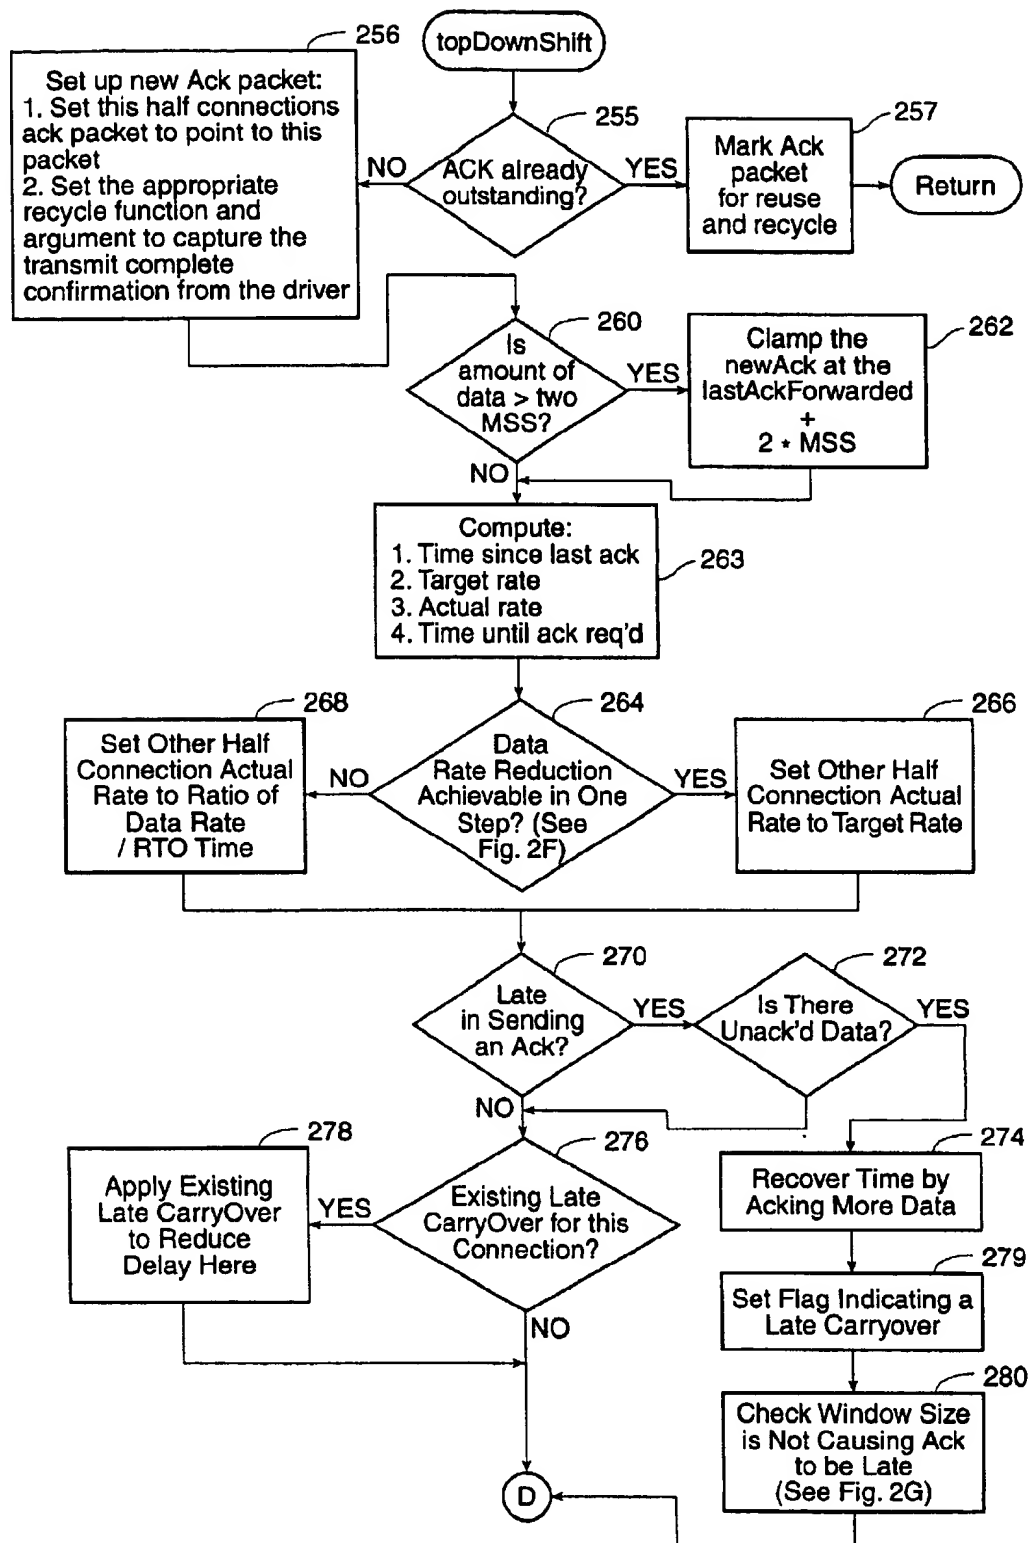 topDownShift
256
Set up new Ack packet:
1. Set this half connections
ack packet to point to this
packet
2. Set the appropriate
recycle function and
argument to capture the
transmit complete
confirmation from the driver
NO
255
ACK already
outstanding?
YES
257
Mark Ack
packet
for reuse
and recycle
Return
260
Is
amount of
data > two
MSS?
YES
NO
262
Clamp the
newAck at the
lastAckForwarded
+
2 * MSS
263
Compute:
1. Time since last ack
2. Target rate
3. Actual rate
4. Time until ack req'd
268
Set Other Half
Connection Actual
Rate to Ratio of
Data Rate
/ RTO Time
NO
264
Data
Rate Reduction
Achievable in One
Step? (See
Fig. 2F)
YES
266
Set Other Half
Connection Actual
Rate to Target Rate
270
Late
in Sending
an Ack?
YES
NO
272
Is There
Unack'd Data?
YES
278
Apply Existing
Late CarryOver
to Reduce
Delay Here
YES
276
Existing Late
CarryOver for this
Connection?
NO
274
Recover Time by
Acking More Data
279
Set Flag Indicating a
Late Carryover
280
Check Window Size
is Not Causing Ack
to be Late
(See Fig. 2G)
D